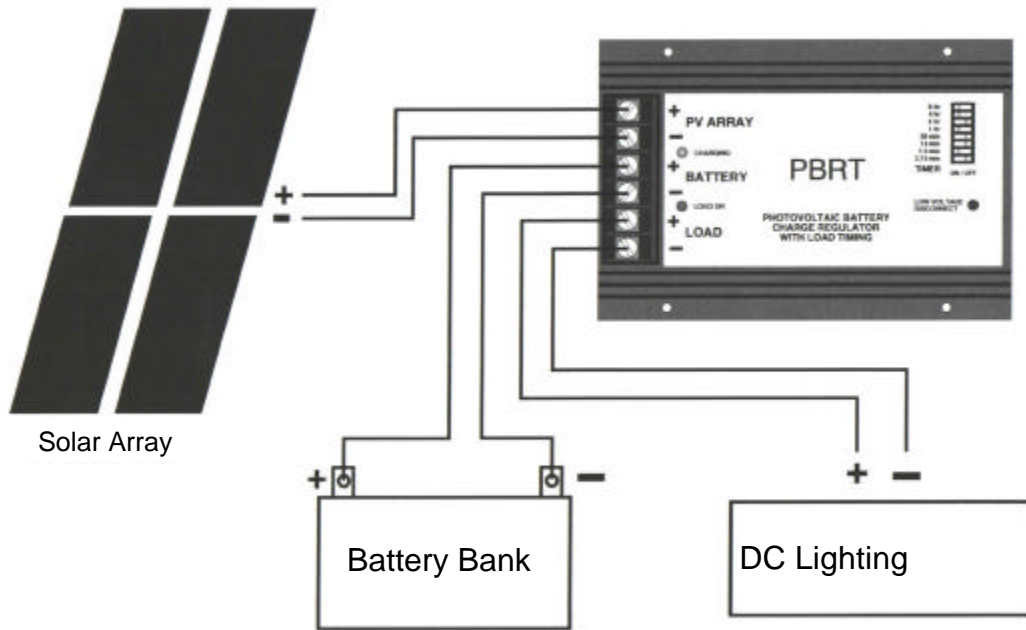 +
PV ARRAY
−
CHARGING
+
BATTERY
−
LOAD ON
+
LOAD
−
PBRT
PHOTOVOLTAIC BATTERY
CHARGE REGULATOR
WITH LOAD TIMING
TIMER
ON / OFF
LOW VOLTAGE
DISCONNECT
+
−
Solar Array
+
−
Battery Bank
+ −
DC Lighting